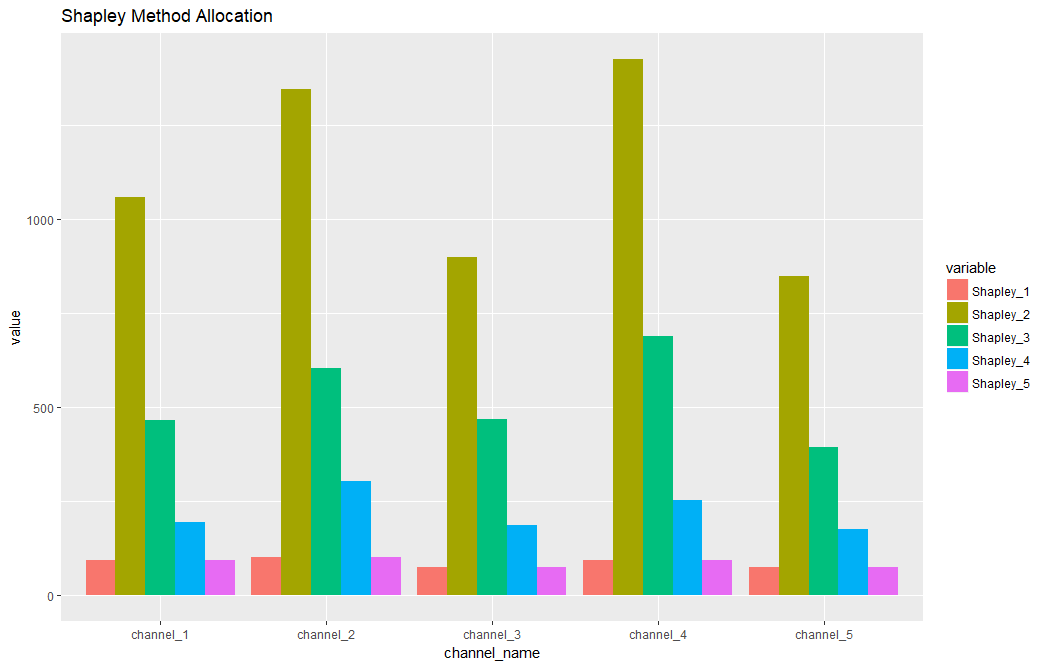 Shapley Method Allocation
1000
500
0
value
channel_1
channel_2
channel_3
channel_4
channel_5
channel_name
variable
Shapley_1
Shapley_2
Shapley_3
Shapley_4
Shapley_5